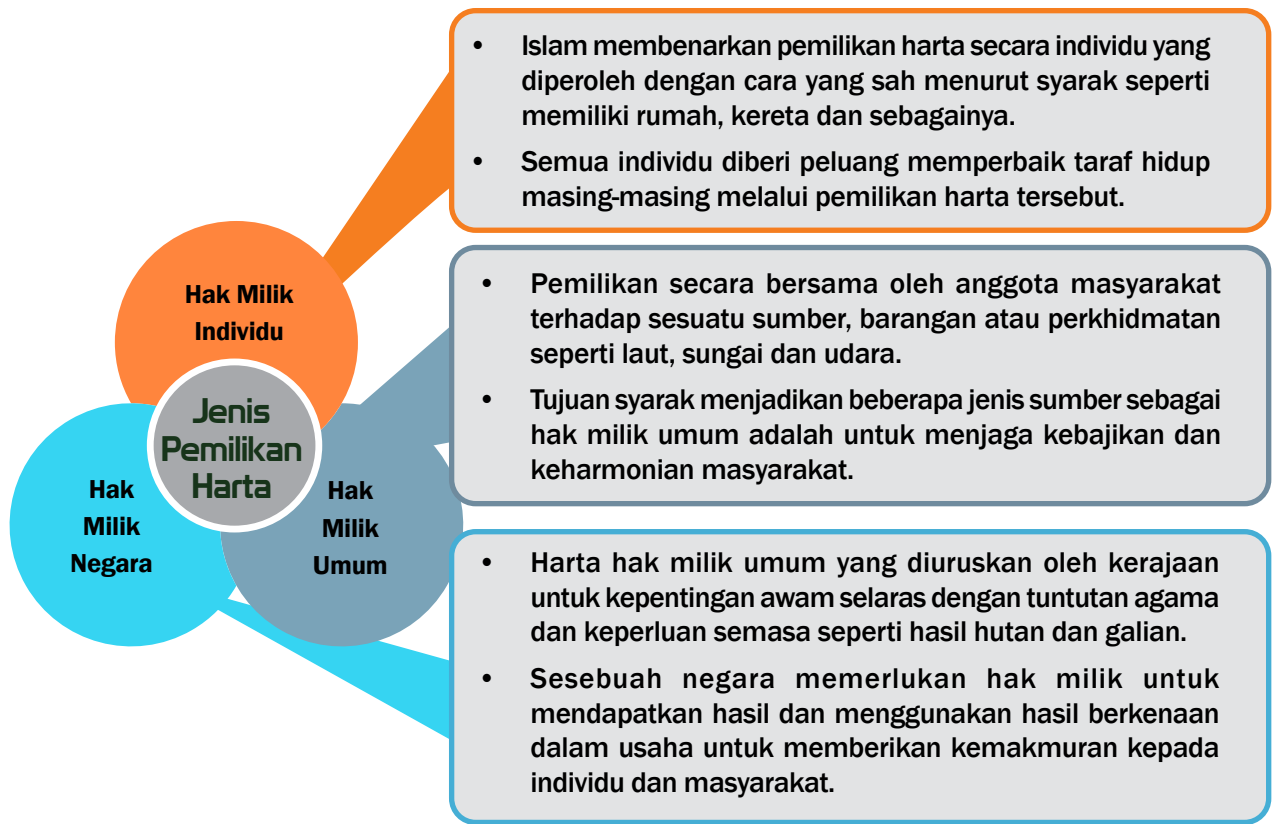 Jenis
Pemilikan
Harta
Hak Milik
Individu
• Islam membenarkan pemilikan harta secara individu yang
diperoleh dengan cara yang sah menurut syarak seperti
memiliki rumah, kereta dan sebagainya.
• Semua individu diberi peluang memperbaik taraf hidup
masing-masing melalui pemilikan harta tersebut.
Hak
Milik
Umum
• Pemilikan secara bersama oleh anggota masyarakat
terhadap sesuatu sumber, barangan atau perkhidmatan
seperti laut, sungai dan udara.
• Tujuan syarak menjadikan beberapa jenis sumber sebagai
hak milik umum adalah untuk menjaga kebajikan dan
keharmonian masyarakat.
Hak
Milik
Negara
• Harta hak milik umum yang diuruskan oleh kerajaan
untuk kepentingan awam selaras dengan tuntutan agama
dan keperluan semasa seperti hasil hutan dan galian.
• Sesebuah negara memerlukan hak milik untuk
mendapatkan hasil dan menggunakan hasil berkenaan
dalam usaha untuk memberikan kemakmuran kepada
individu dan masyarakat.